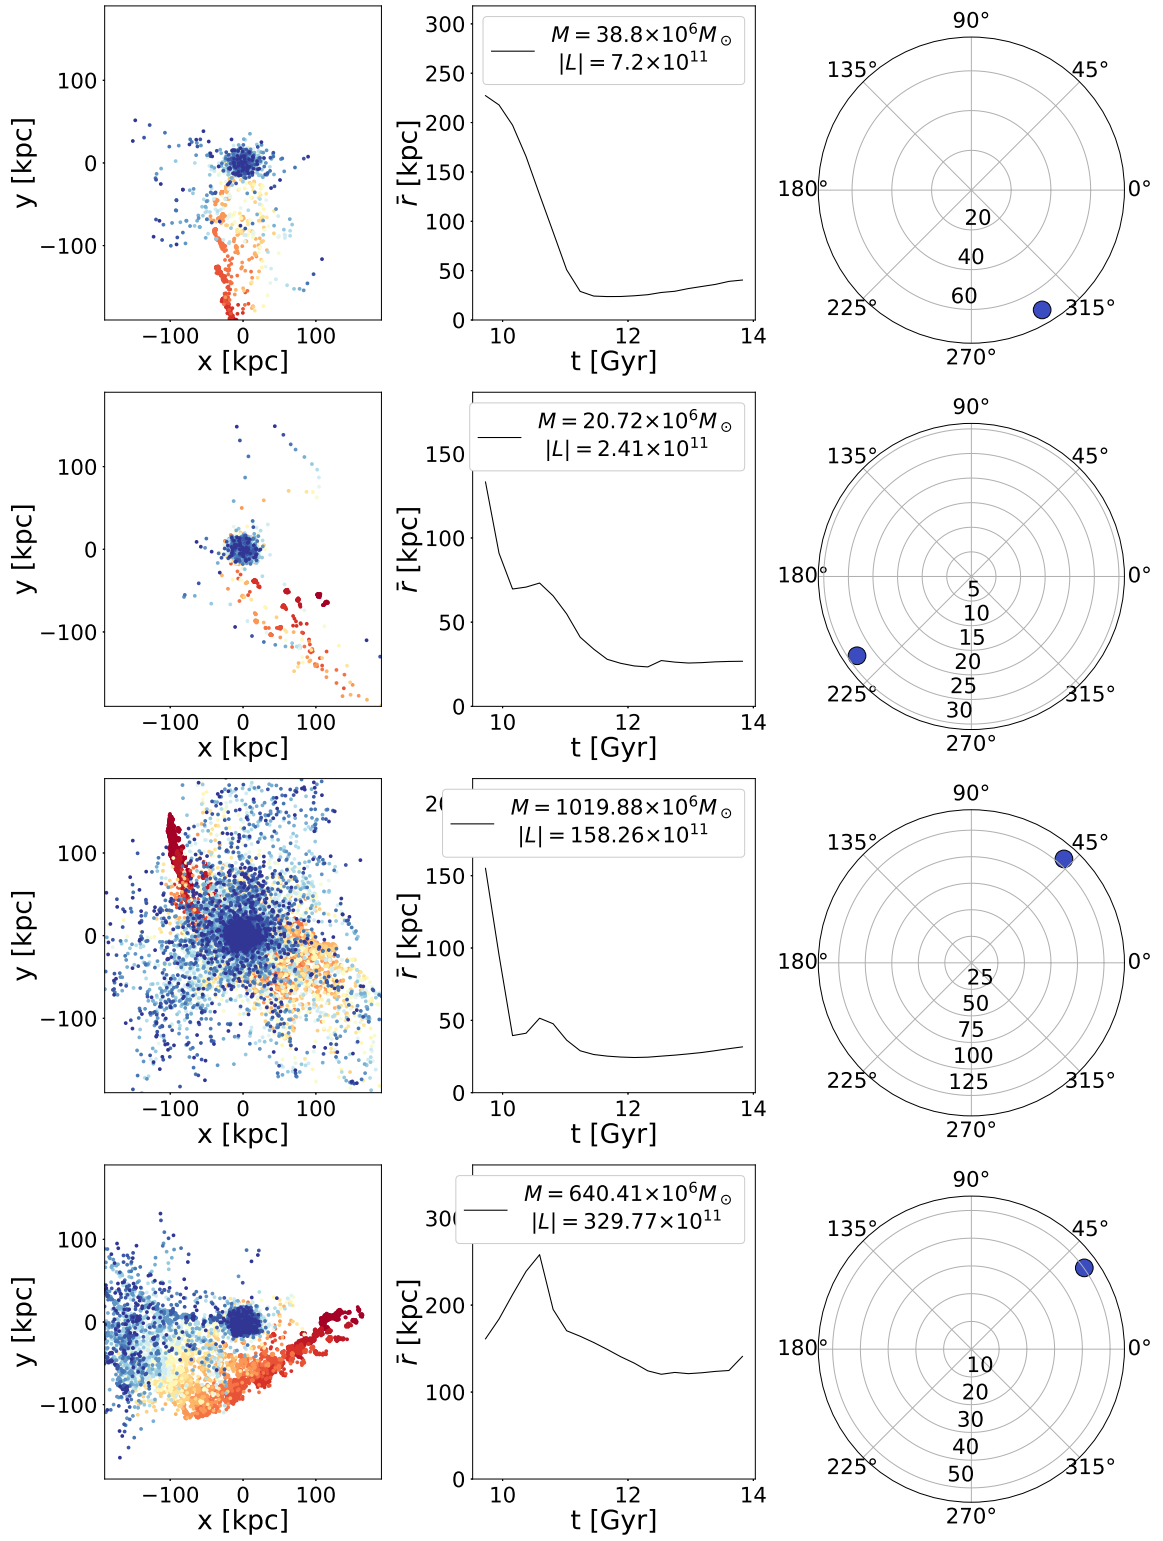 100
0
−100
y [kpc]
−100 0 100
x [kpc]
300
250
200
150
100
50
0
r̄ [kpc]
M = 38.8×10⁶M⊙
|L| = 7.2×10¹¹
10 12 14
t [Gyr]
90°
135° 45°
180° 0°
20
40
60
225° 315°
270°
100
0
−100
y [kpc]
−100 0 100
x [kpc]
150
100
50
0
r̄ [kpc]
M = 20.72×10⁶M⊙
|L| = 2.41×10¹¹
10 12 14
t [Gyr]
90°
135° 45°
180° 0°
5
10
15
20
25
30
225° 315°
270°
100
0
−100
y [kpc]
−100 0 100
x [kpc]
20
150
100
50
0
r̄ [kpc]
M = 1019.88×10⁶M⊙
|L| = 158.26×10¹¹
10 12 14
t [Gyr]
90°
135° 45°
180° 0°
25
50
75
100
125
225° 315°
270°
100
0
−100
y [kpc]
−100 0 100
x [kpc]
300
200
100
0
r̄ [kpc]
M = 640.41×10⁶M⊙
|L| = 329.77×10¹¹
10 12 14
t [Gyr]
90°
135° 45°
180° 0°
10
20
30
40
50
225° 315°
270°